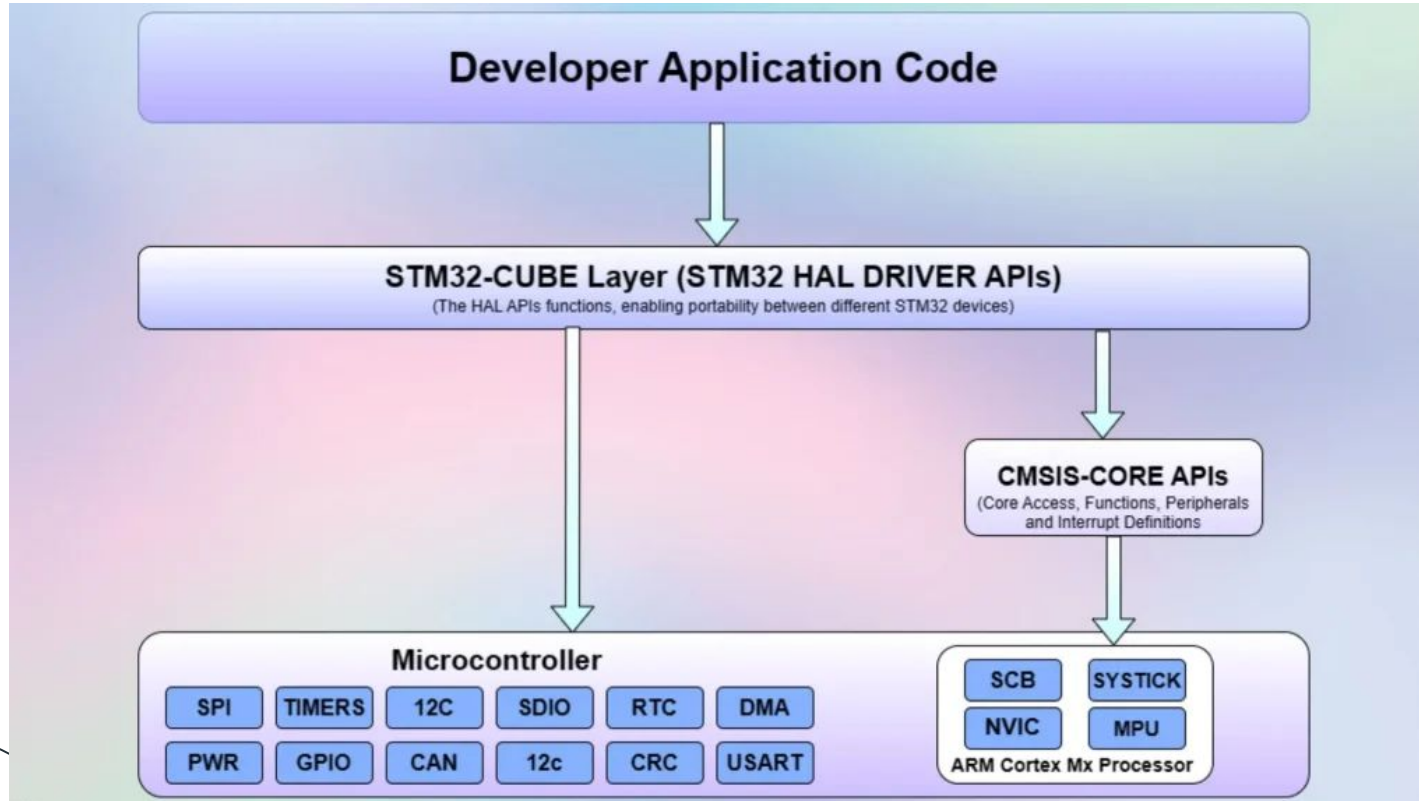 Developer Application Code
STM32-CUBE Layer (STM32 HAL DRIVER APIs)
(The HAL APIs functions, enabling portability between different STM32 devices)
CMSIS-CORE APIs
(Core Access, Functions, Peripherals
and Interrupt Definitions
Microcontroller
SPI TIMERS 12C SDIO RTC DMA
PWR GPIO CAN 12c CRC USART
SCB SYSTICK
NVIC MPU
ARM Cortex Mx Processor